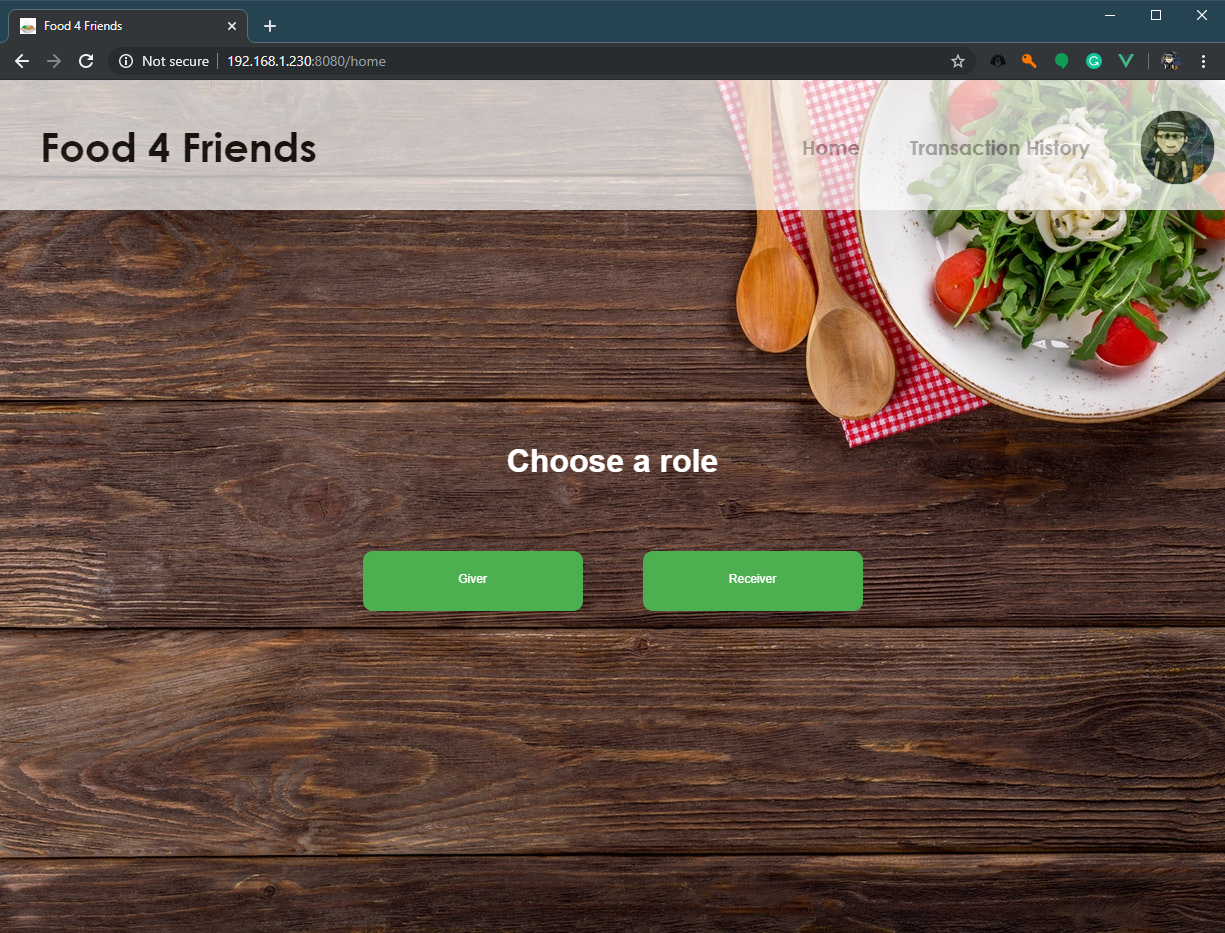 Food 4 Friends
Not secure 192.168.1.230:8080/home
Food 4 Friends
Home Transaction History
Choose a role
Giver Receiver